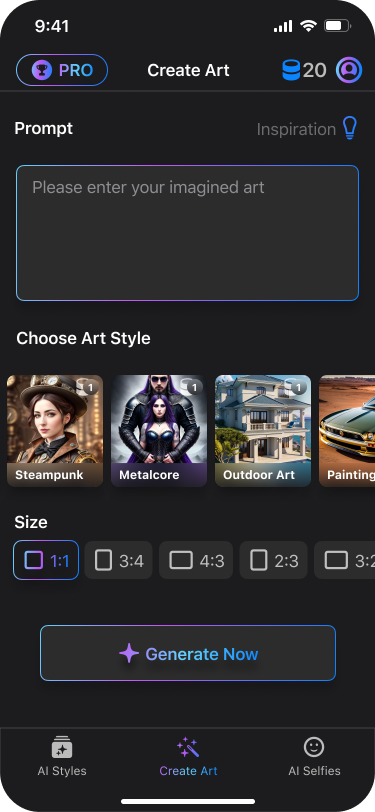 9:41
PRO
Create Art
20
Prompt
Inspiration
Please enter your imagined art
Choose Art Style
1
1
1
Steampunk
Metalcore
Outdoor Art
Painting
Size
1:1
3:4
4:3
2:3
3:2
Generate Now
AI Styles
Create Art
AI Selfies